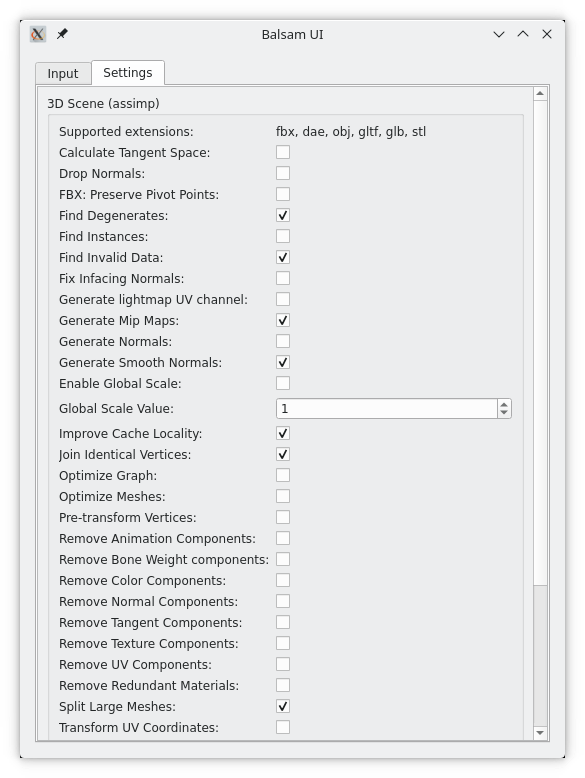 Balsam UI
Input Settings
3D Scene (assimp)
Supported extensions: fbx, dae, obj, gltf, glb, stl
Calculate Tangent Space:
Drop Normals:
FBX: Preserve Pivot Points:
Find Degenerates:
Find Instances:
Find Invalid Data:
Fix Infacing Normals:
Generate lightmap UV channel:
Generate Mip Maps:
Generate Normals:
Generate Smooth Normals:
Enable Global Scale:
Global Scale Value: 1
Improve Cache Locality:
Join Identical Vertices:
Optimize Graph:
Optimize Meshes:
Pre-transform Vertices:
Remove Animation Components:
Remove Bone Weight components:
Remove Color Components:
Remove Normal Components:
Remove Tangent Components:
Remove Texture Components:
Remove UV Components:
Remove Redundant Materials:
Split Large Meshes:
Transform UV Coordinates: